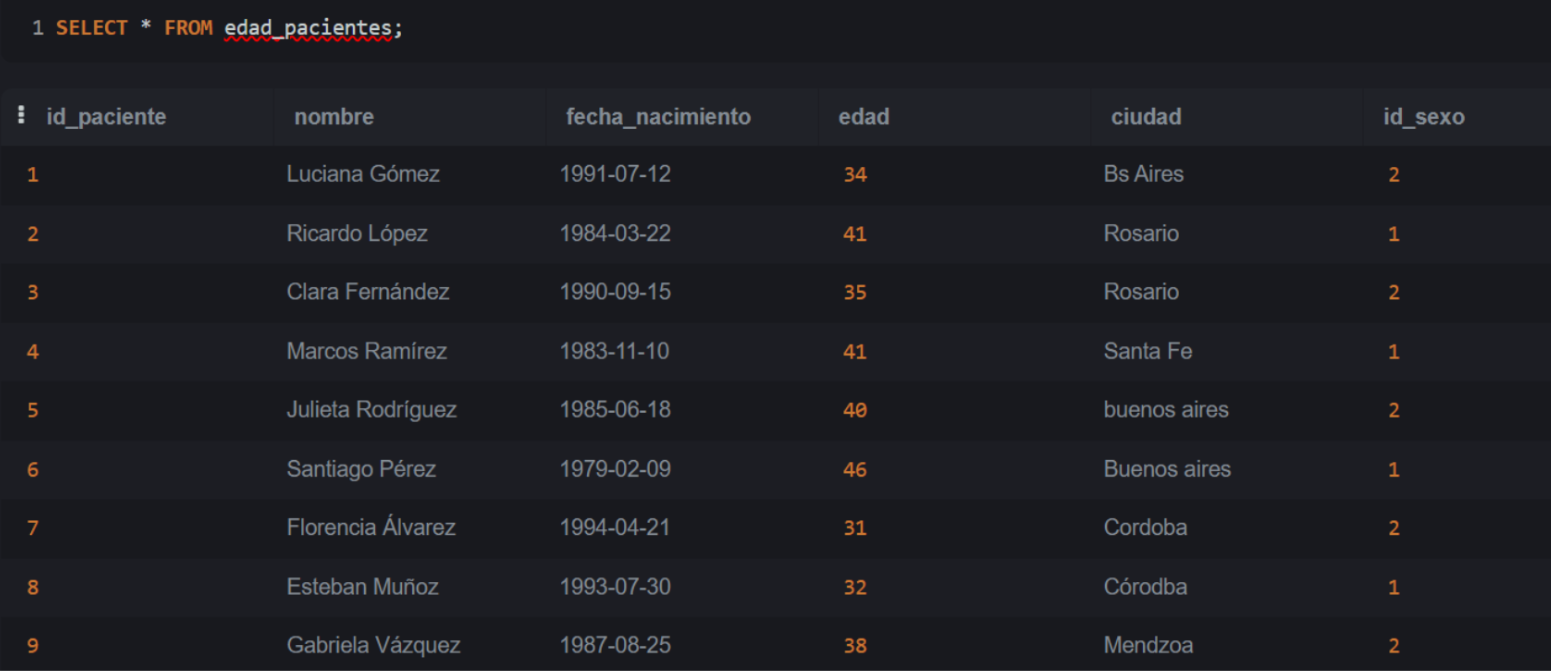 1 SELECT * FROM edad_pacientes;
id_paciente nombre fecha_nacimiento edad ciudad id_sexo
1 Luciana Gómez 1991-07-12 34 Bs Aires 2
2 Ricardo López 1984-03-22 41 Rosario 1
3 Clara Fernández 1990-09-15 35 Rosario 2
4 Marcos Ramírez 1983-11-10 41 Santa Fe 1
5 Julieta Rodríguez 1985-06-18 40 buenos aires 2
6 Santiago Pérez 1979-02-09 46 Buenos aires 1
7 Florencia Álvarez 1994-04-21 31 Cordoba 2
8 Esteban Muñoz 1993-07-30 32 Córodba 1
9 Gabriela Vázquez 1987-08-25 38 Mendzoa 2